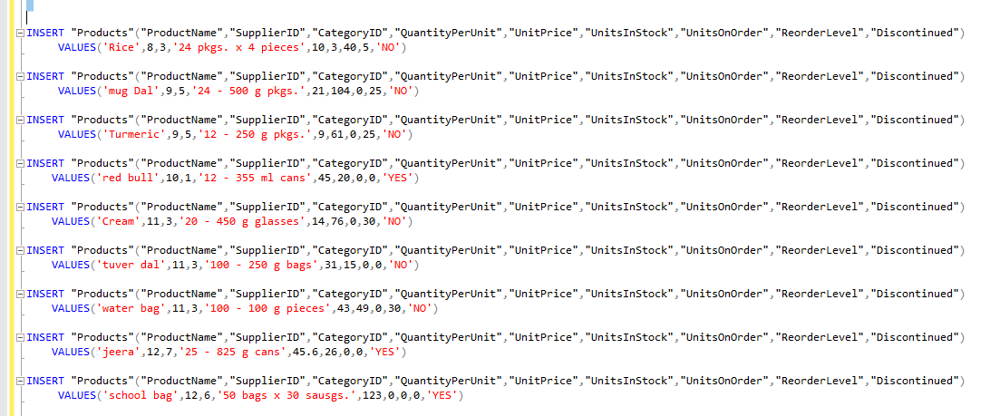 INSERT "Products"("ProductName","SupplierID","CategoryID","QuantityPerUnit","UnitPrice","UnitsInStock","UnitsOnOrder","ReorderLevel","Discontinued")
VALUES('Rice',8,3,'24 pkgs. x 4 pieces',10,3,40,5,'NO')
INSERT "Products"("ProductName","SupplierID","CategoryID","QuantityPerUnit","UnitPrice","UnitsInStock","UnitsOnOrder","ReorderLevel","Discontinued")
VALUES('mug Dal',9,5,'24 - 500 g pkgs.',21,104,0,25,'NO')
INSERT "Products"("ProductName","SupplierID","CategoryID","QuantityPerUnit","UnitPrice","UnitsInStock","UnitsOnOrder","ReorderLevel","Discontinued")
VALUES('Turmeric',9,5,'12 - 250 g pkgs.',9,61,0,25,'NO')
INSERT "Products"("ProductName","SupplierID","CategoryID","QuantityPerUnit","UnitPrice","UnitsInStock","UnitsOnOrder","ReorderLevel","Discontinued")
VALUES('red bull',10,1,'12 - 355 ml cans',45,20,0,0,'YES')
INSERT "Products"("ProductName","SupplierID","CategoryID","QuantityPerUnit","UnitPrice","UnitsInStock","UnitsOnOrder","ReorderLevel","Discontinued")
VALUES('Cream',11,3,'20 - 450 g glasses',14,76,0,30,'NO')
INSERT "Products"("ProductName","SupplierID","CategoryID","QuantityPerUnit","UnitPrice","UnitsInStock","UnitsOnOrder","ReorderLevel","Discontinued")
VALUES('tuver dal',11,3,'100 - 250 g bags',31,15,0,0,'NO')
INSERT "Products"("ProductName","SupplierID","CategoryID","QuantityPerUnit","UnitPrice","UnitsInStock","UnitsOnOrder","ReorderLevel","Discontinued")
VALUES('water bag',11,3,'100 - 100 g pieces',43,49,0,30,'NO')
INSERT "Products"("ProductName","SupplierID","CategoryID","QuantityPerUnit","UnitPrice","UnitsInStock","UnitsOnOrder","ReorderLevel","Discontinued")
VALUES('jeera',12,7,'25 - 825 g cans',45.6,26,0,0,'YES')
INSERT "Products"("ProductName","SupplierID","CategoryID","QuantityPerUnit","UnitPrice","UnitsInStock","UnitsOnOrder","ReorderLevel","Discontinued")
VALUES('school bag',12,6,'50 bags x 30 sausgs.',123,0,0,0,'YES')